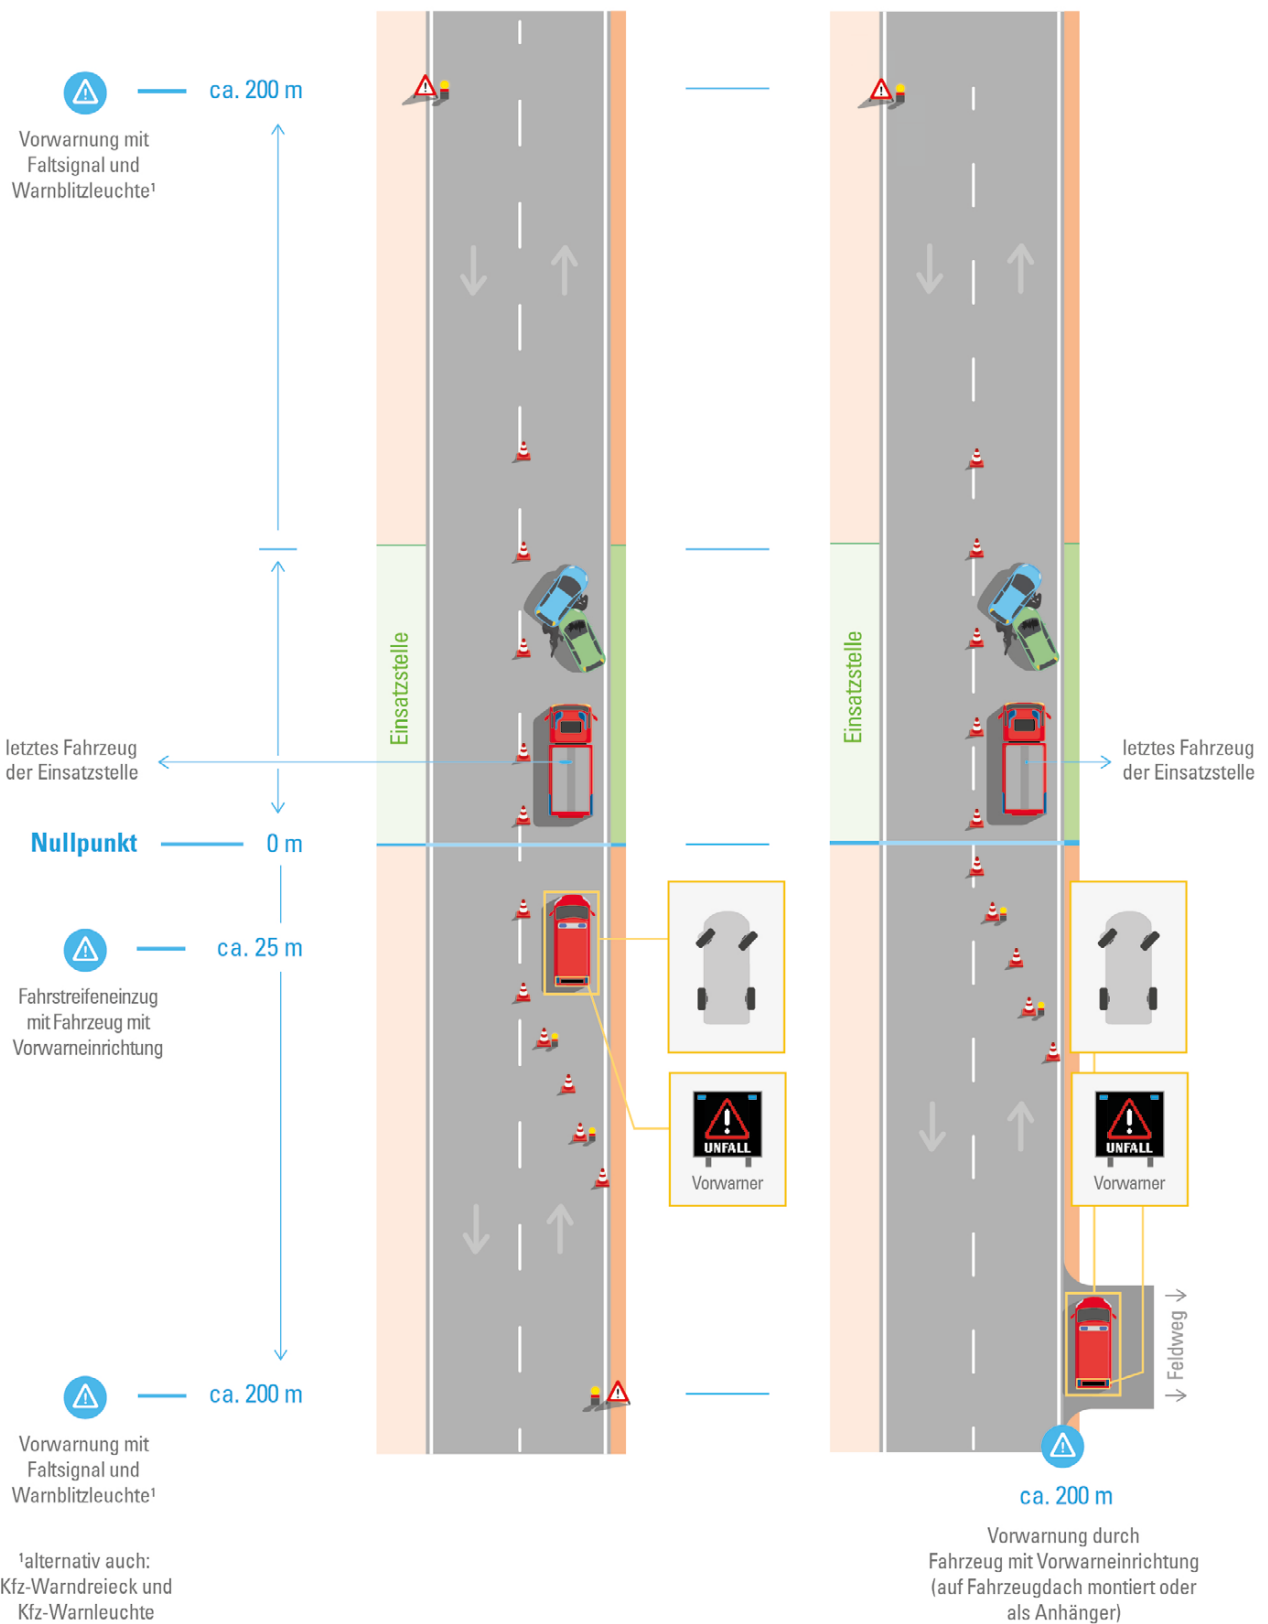 ca. 200 m
Vorwarnung mit
Faltsignal und
Warnblitzleuchte¹
Einsatzstelle
Einsatzstelle
letztes Fahrzeug
der Einsatzstelle
letztes Fahrzeug
der Einsatzstelle
Nullpunkt
0 m
ca. 25 m
Fahrstreifeneinzug
mit Fahrzeug mit
Vorwarneinrichtung
UNFALL
Vorwarner
UNFALL
Vorwarner
Feldweg
ca. 200 m
Vorwarnung mit
Faltsignal und
Warnblitzleuchte¹
ca. 200 m
Vorwarnung durch
Fahrzeug mit Vorwarneinrichtung
(auf Fahrzeugdach montiert oder
als Anhänger)
¹alternativ auch:
Kfz-Warndreieck und
Kfz-Warnleuchte